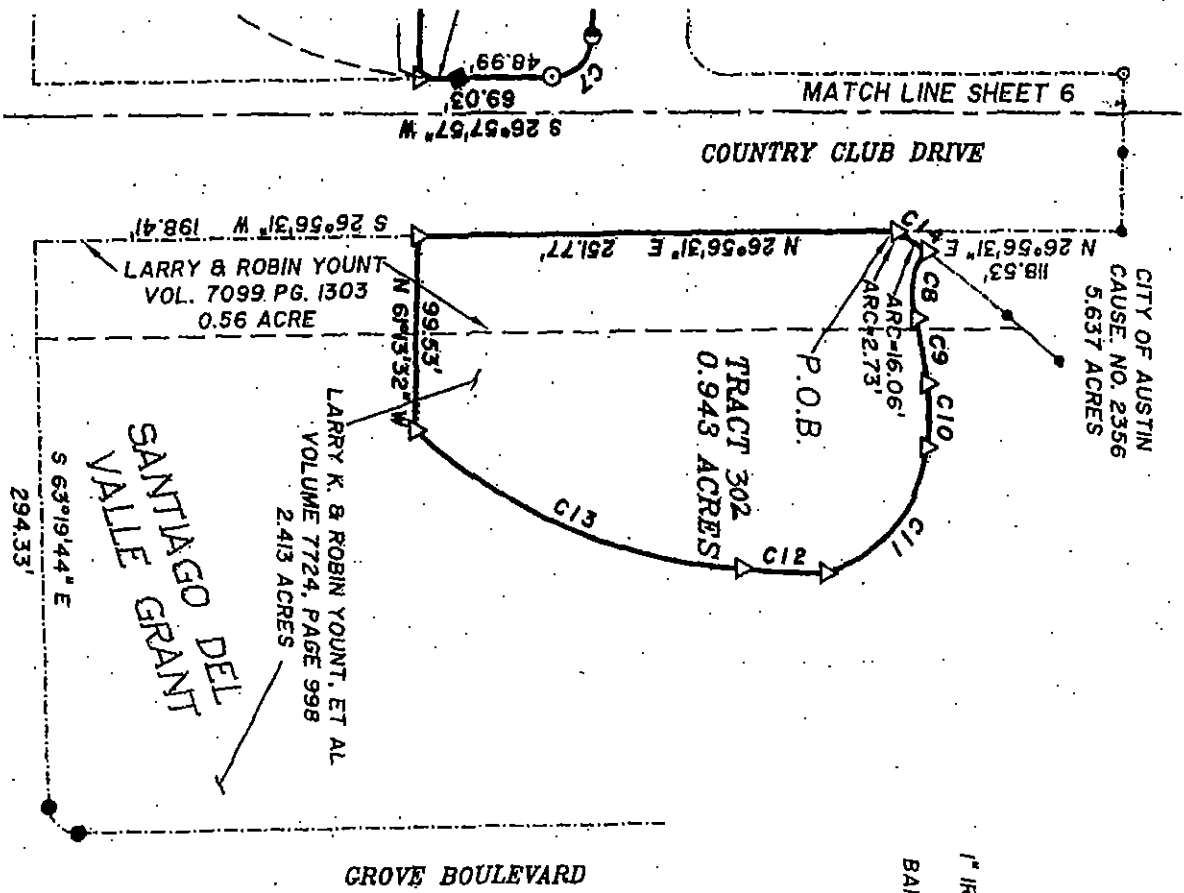 48.99'
C7
69.03'
S 26°57'57" W
MATCH LINE SHEET 6
COUNTRY CLUB DRIVE
S 26°56'31" W 198.41'
N 26°56'31" E
251.77'
C14
N 26°56'31" E
118.53'
LARRY & ROBIN YOUNT
VOL. 7099 PG. 1303
0.56 ACRE
99.53'
N 61°13'32" W
ARC=16.06'
ARC=2.73'
P.O.B.
C8
C9
C10
C11
C12
C13
CITY OF AUSTIN
CAUSE. NO. 2356
5.637 ACRES
TRACT 302
0.943 ACRES
LARRY K. & ROBIN YOUNT, ET AL
VOLUME 7724, PAGE 998
2.413 ACRES
SANTIAGO DEL
VALLE GRANT
S 63°19'44" E
294.33'
GROVE BOULEVARD
1" IR